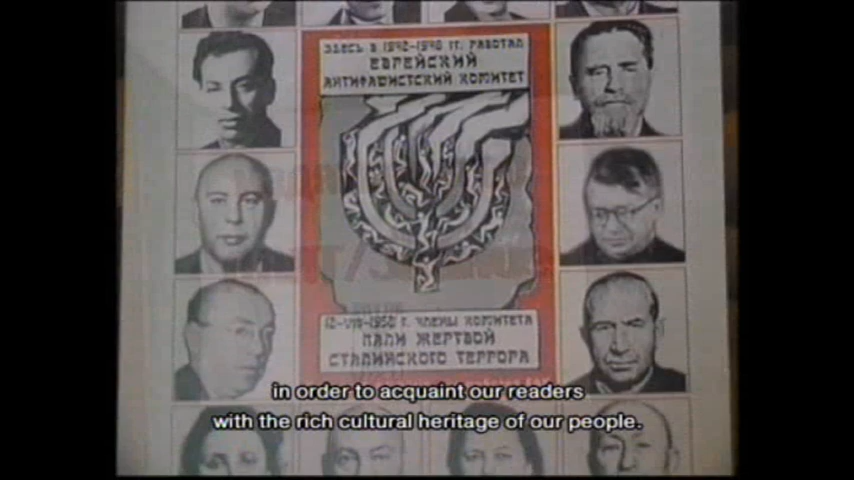 ЗДЕСЬ В 1942-1948 ГГ. РАБОТАЛ
ЕВРЕЙСКИЙ
АНТИФАШИСТСКИЙ КОМИТЕТ
12-VIII-1952 Г. ЧЛЕНЫ КОМИТЕТА
ПАЛИ ЖЕРТВОЙ
СТАЛИНСКОГО ТЕРРОРА
in order to acquaint our readers
with the rich cultural heritage of our people.